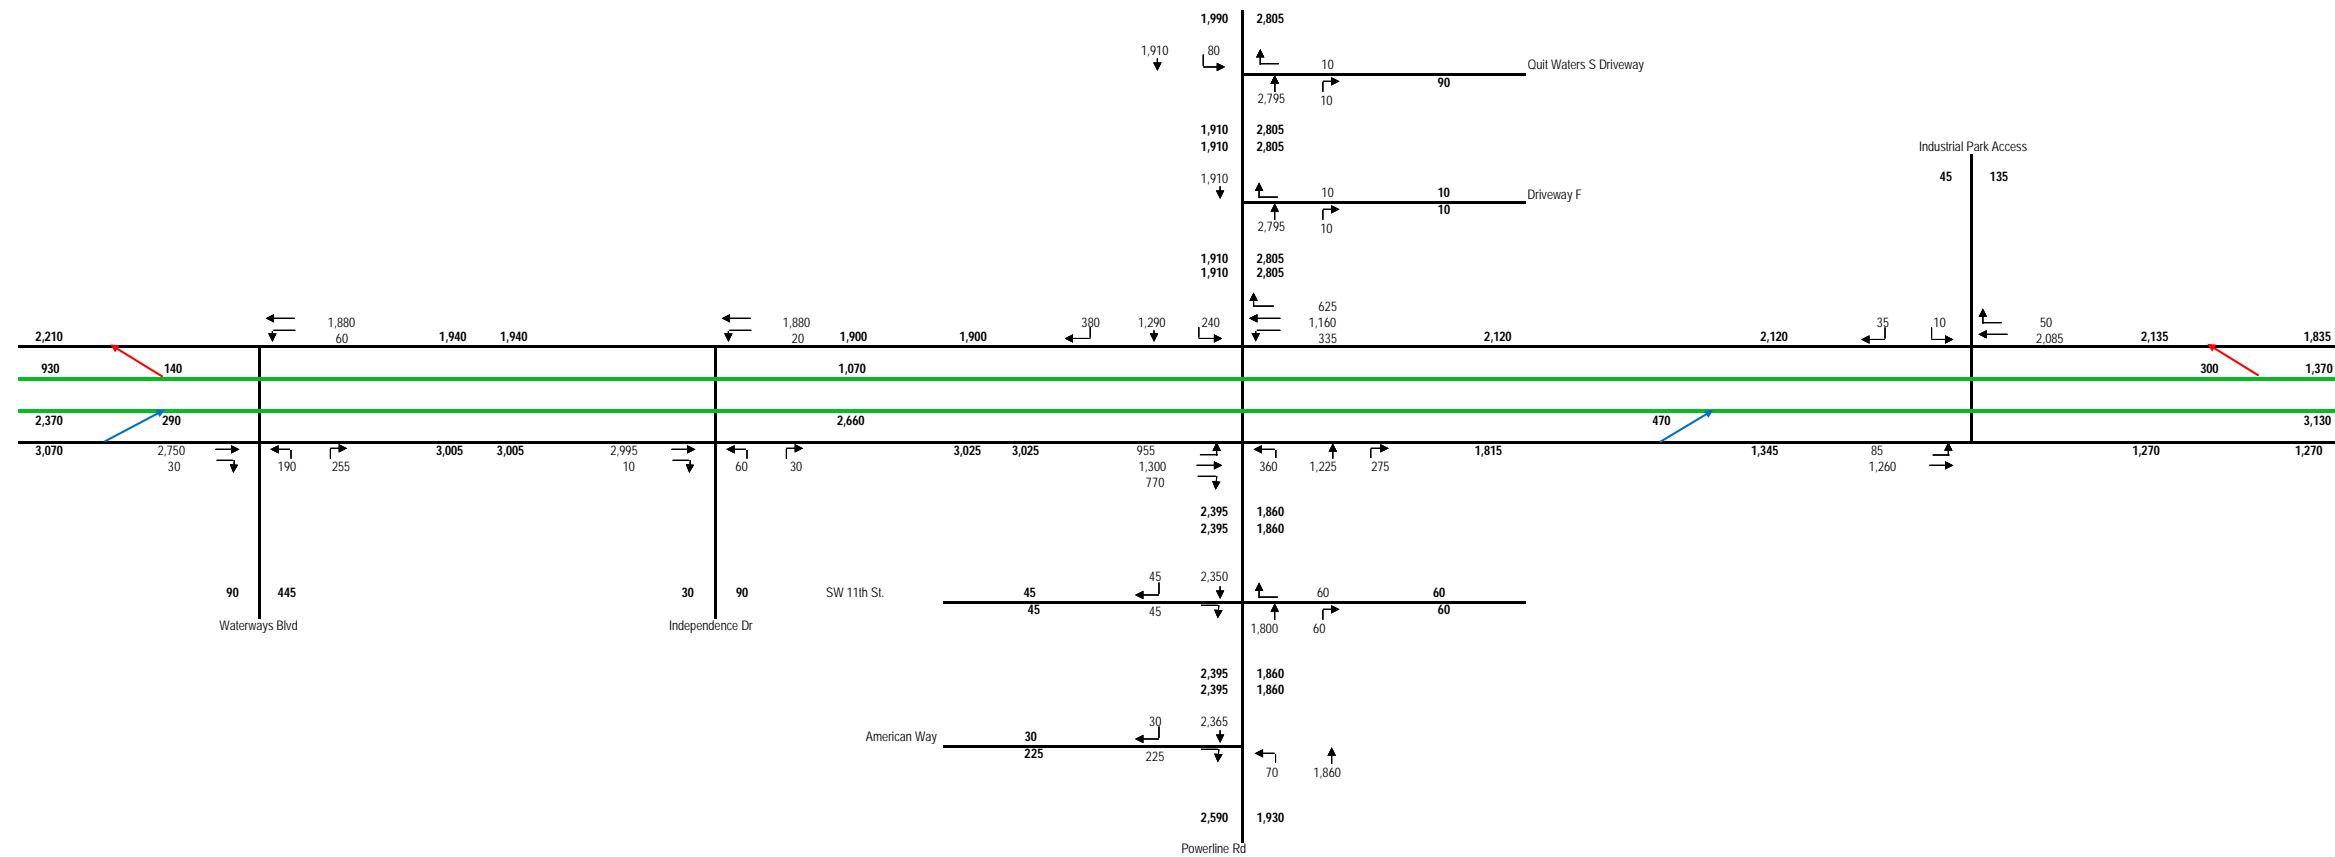 1,990 2,805
1,910 80
10 Quit Waters S Driveway
90
2,795 10
1,910 2,805
1,910 2,805
Industrial Park Access
45 135
1,910
10 10 Driveway F
10
2,795 10
1,910 2,805
1,910 2,805
625
1,880 1,880 380 1,290 240 1,160 35 10 50
2,210 60 1,940 1,940 20 1,900 1,900 335 2,120 2,120 2,085 2,135 1,835
930 140 1,070 300 1,370
2,370 290 2,660 470 3,130
3,070 2,750 3,005 3,005 2,995 3,025 3,025 955 1,815 1,345 85 1,270 1,270
30 190 255 10 60 30 1,300 360 1,225 275 1,260
770
2,395 1,860
2,395 1,860
45 2,350
90 445 30 90 SW 11th St. 45 60 60
45 45 60
Waterways Blvd Independence Dr 1,800 60
2,395 1,860
2,395 1,860
30 2,365
American Way 30
225 225
70 1,860
2,590 1,930
Powerline Rd